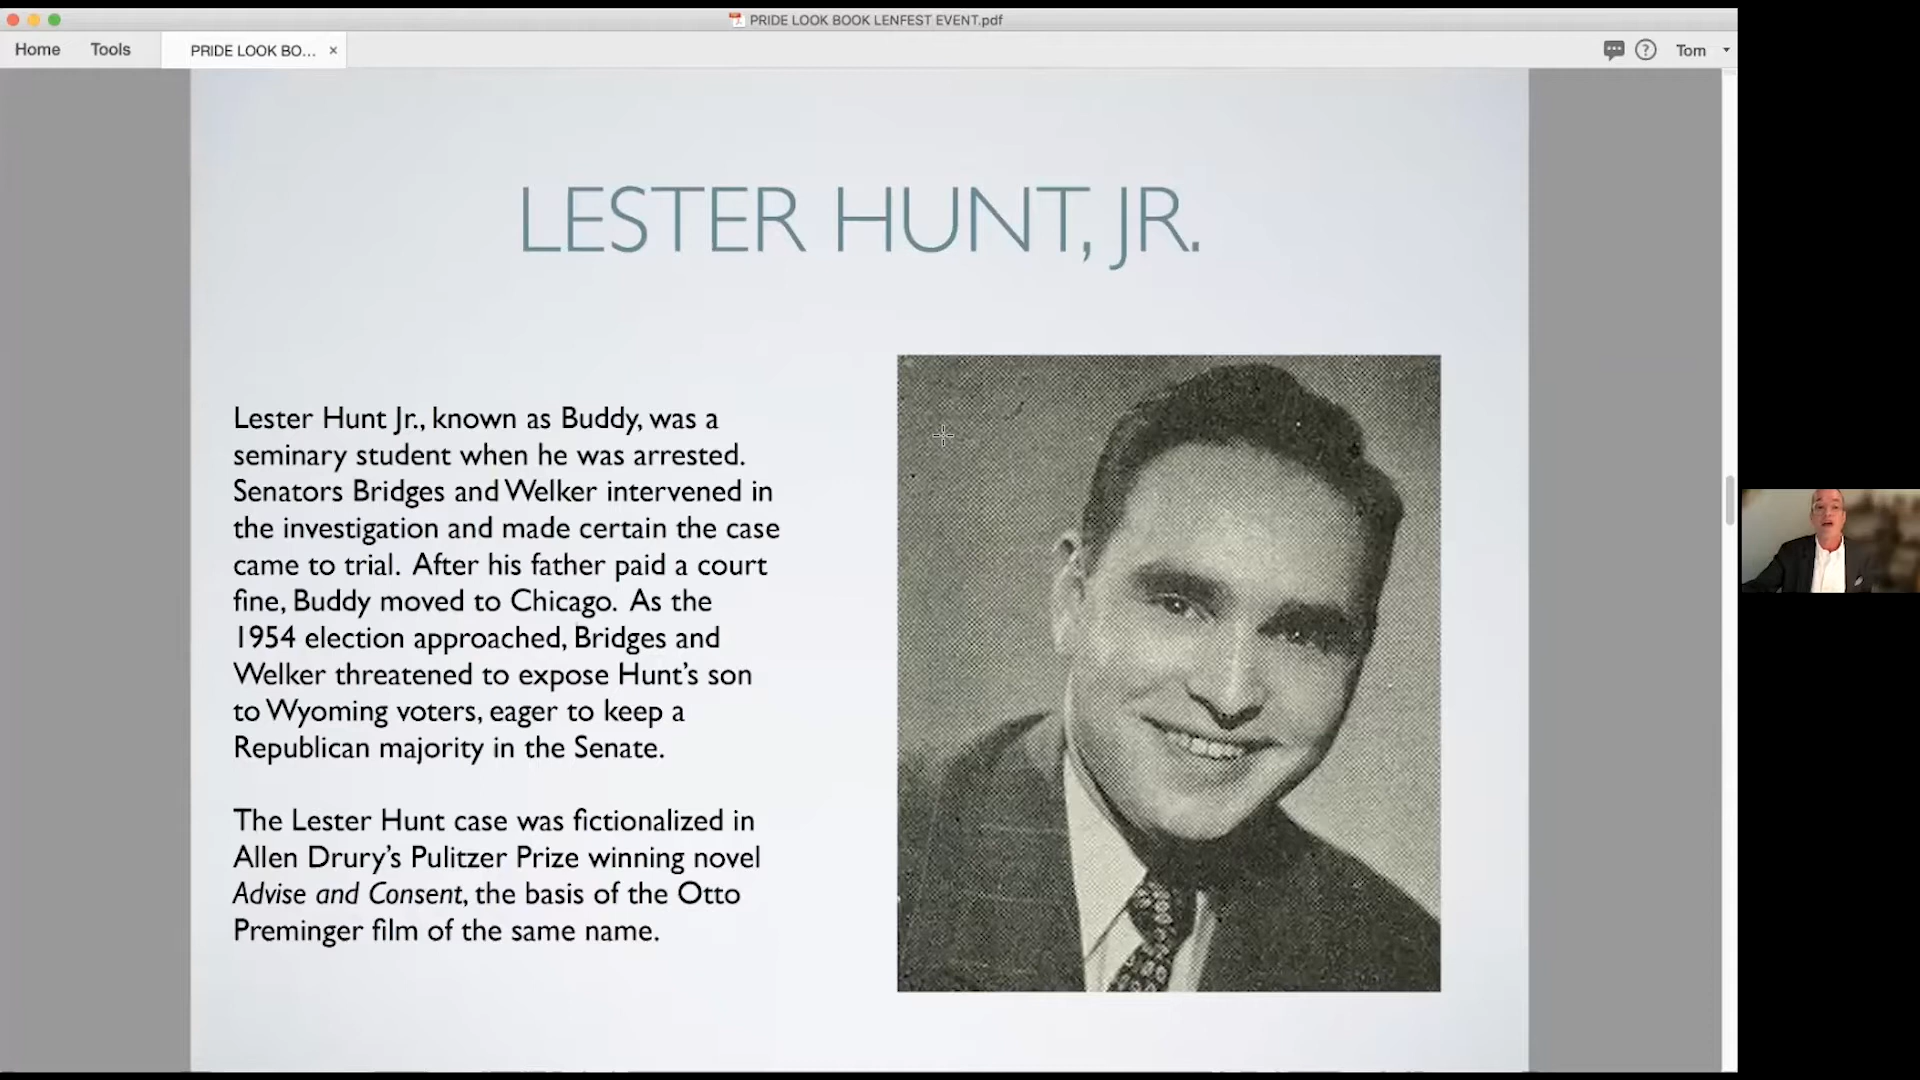 PRIDE LOOK BOOK LENFEST EVENT.pdf
Home Tools PRIDE LOOK BO... × ? Tom
LESTER HUNT, JR.
Lester Hunt Jr., known as Buddy, was a
seminary student when he was arrested.
Senators Bridges and Welker intervened in
the investigation and made certain the case
came to trial. After his father paid a court
fine, Buddy moved to Chicago. As the
1954 election approached, Bridges and
Welker threatened to expose Hunt's son
to Wyoming voters, eager to keep a
Republican majority in the Senate.
The Lester Hunt case was fictionalized in
Allen Drury's Pulitzer Prize winning novel
Advise and Consent, the basis of the Otto
Preminger film of the same name.